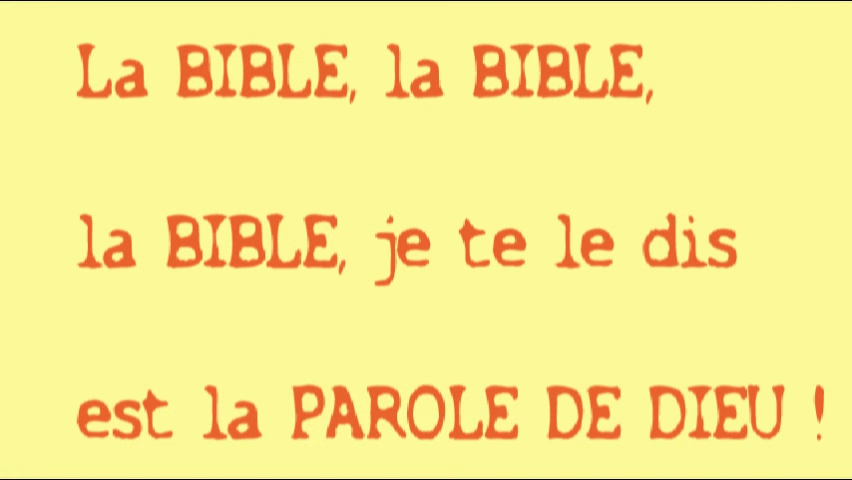 La BIBLE, la BIBLE,
la BIBLE, je te le dis
est la PAROLE DE DIEU !